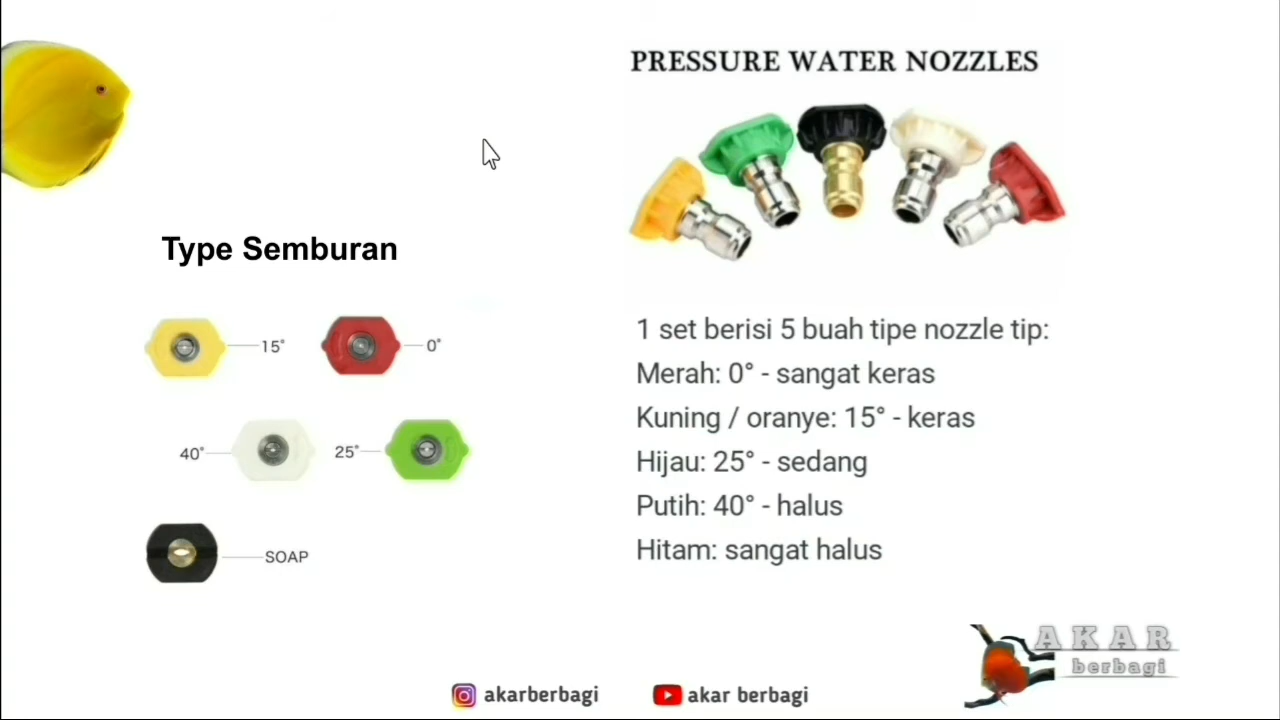 PRESSURE WATER NOZZLES
Type Semburan
15°
0°
40°
25°
SOAP
1 set berisi 5 buah tipe nozzle tip:
Merah: 0° - sangat keras
Kuning / oranye: 15° - keras
Hijau: 25° - sedang
Putih: 40° - halus
Hitam: sangat halus
AKAR
berbagi
akarberbagi
akar berbagi